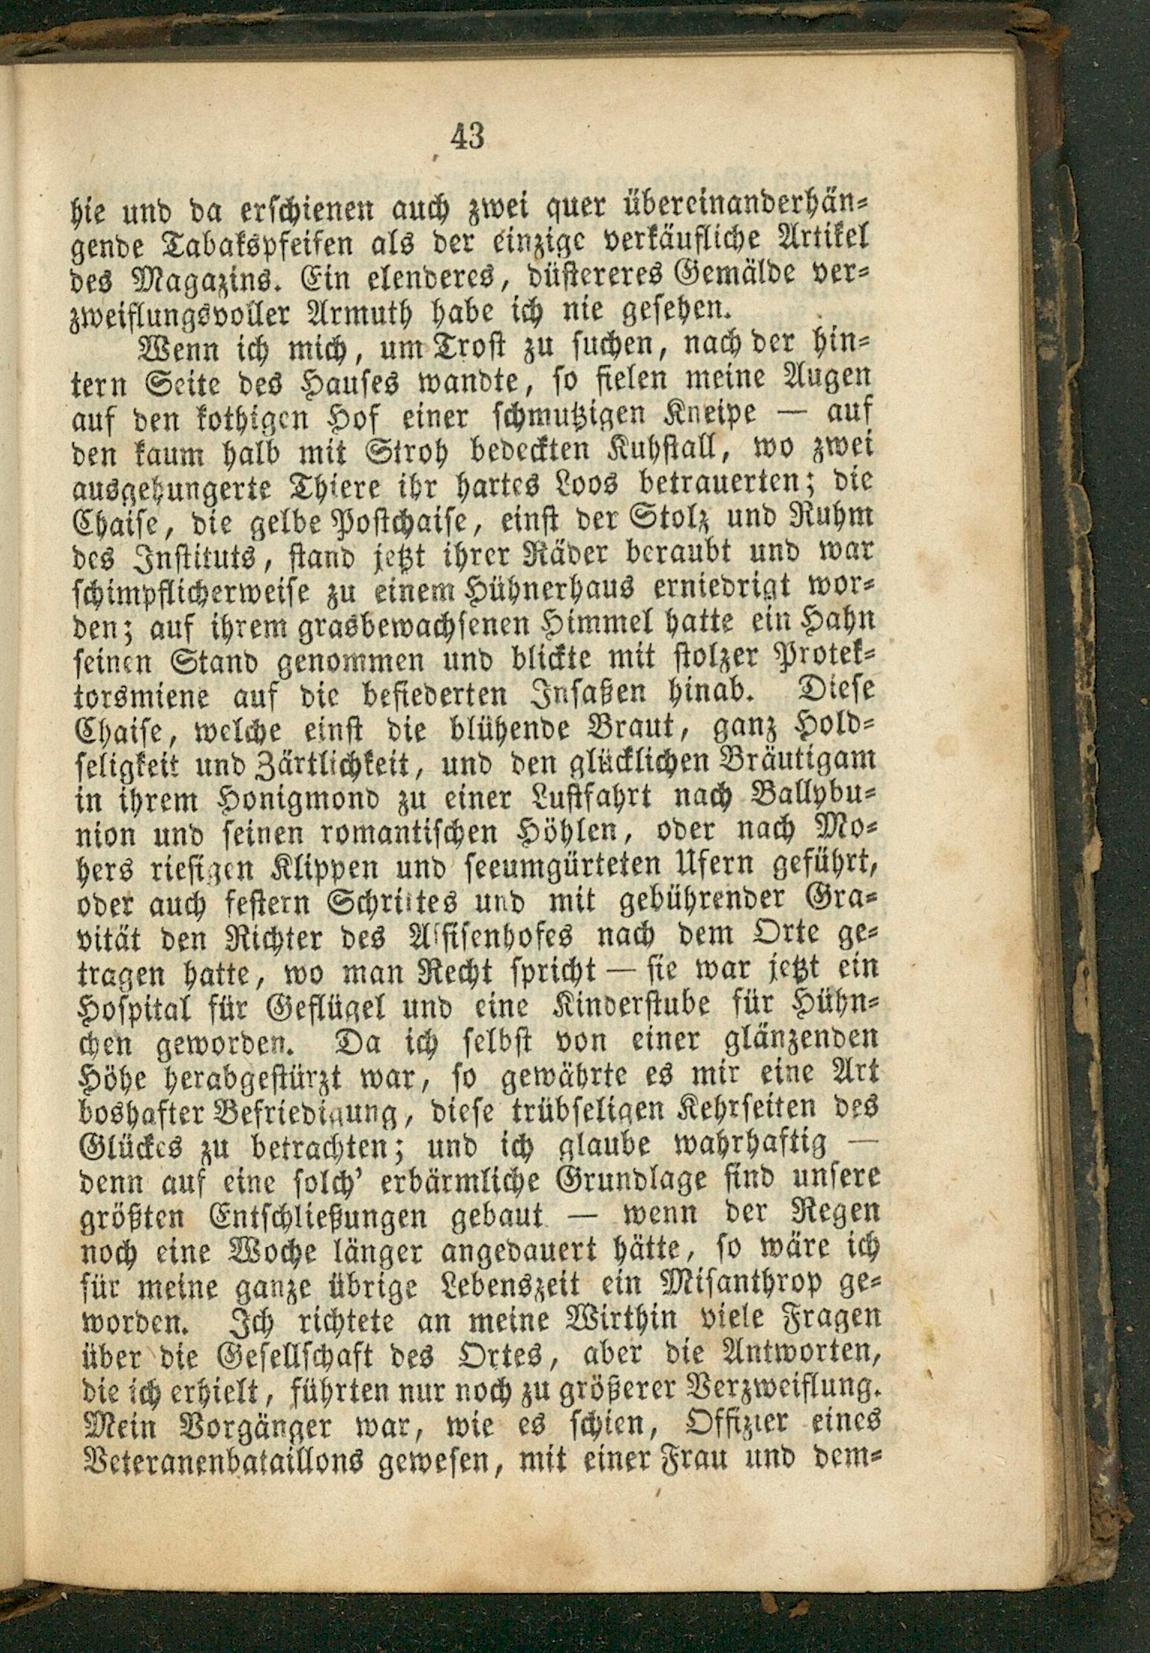 43
hie und da erschienen auch zwei quer übereinanderhän-
gende Tabakspfeifen als der einzige verkäufliche Artikel
des Magazins. Ein elenderes, düstereres Gemälde ver-
zweiflungsvoller Armuth habe ich nie gesehen.
Wenn ich mich, um Trost zu suchen, nach der hin-
tern Seite des Hauses wandte, so fielen meine Augen
auf den kothigen Hof einer schmutzigen Kneipe — auf
den kaum halb mit Stroh bedeckten Kuhstall, wo zwei
ausgehungerte Thiere ihr hartes Loos betrauerten; die
Chaise, die gelbe Postchaise, einst der Stolz und Ruhm
des Instituts, stand jetzt ihrer Räder beraubt und war
schimpflicherweise zu einem Hühnerhaus erniedrigt wor-
den; auf ihrem grasbewachsenen Himmel hatte ein Hahn
seinen Stand genommen und blickte mit stolzer Protek-
torsmiene auf die befiederten Insaßen hinab. Diese
Chaise, welche einst die blühende Braut, ganz Hold-
seligkeit und Zärtlichkeit, und den glücklichen Bräutigam
in ihrem Honigmond zu einer Lustfahrt nach Ballybu-
nion und seinen romantischen Höhlen, oder nach Mo-
hers riesigen Klippen und seeumgürteten Ufern geführt,
oder auch festern Schrittes und mit gebührender Gra-
vität den Richter des Assisenhofes nach dem Orte ge-
tragen hatte, wo man Recht spricht — sie war jetzt ein
Hospital für Geflügel und eine Kinderstube für Hühn-
chen geworden. Da ich selbst von einer glänzenden
Höhe herabgestürzt war, so gewährte es mir eine Art
boshafter Befriedigung, diese trübseligen Kehrseiten des
Glückes zu betrachten; und ich glaube wahrhaftig —
denn auf eine solch' erbärmliche Grundlage sind unsere
größten Entschließungen gebaut — wenn der Regen
noch eine Woche länger angedauert hätte, so wäre ich
für meine ganze übrige Lebenszeit ein Misanthrop ge-
worden. Ich richtete an meine Wirthin viele Fragen
über die Gesellschaft des Ortes, aber die Antworten,
die ich erhielt, führten nur noch zu größerer Verzweiflung.
Mein Vorgänger war, wie es schien, Offizier eines
Veteranenbataillons gewesen, mit einer Frau und dem-